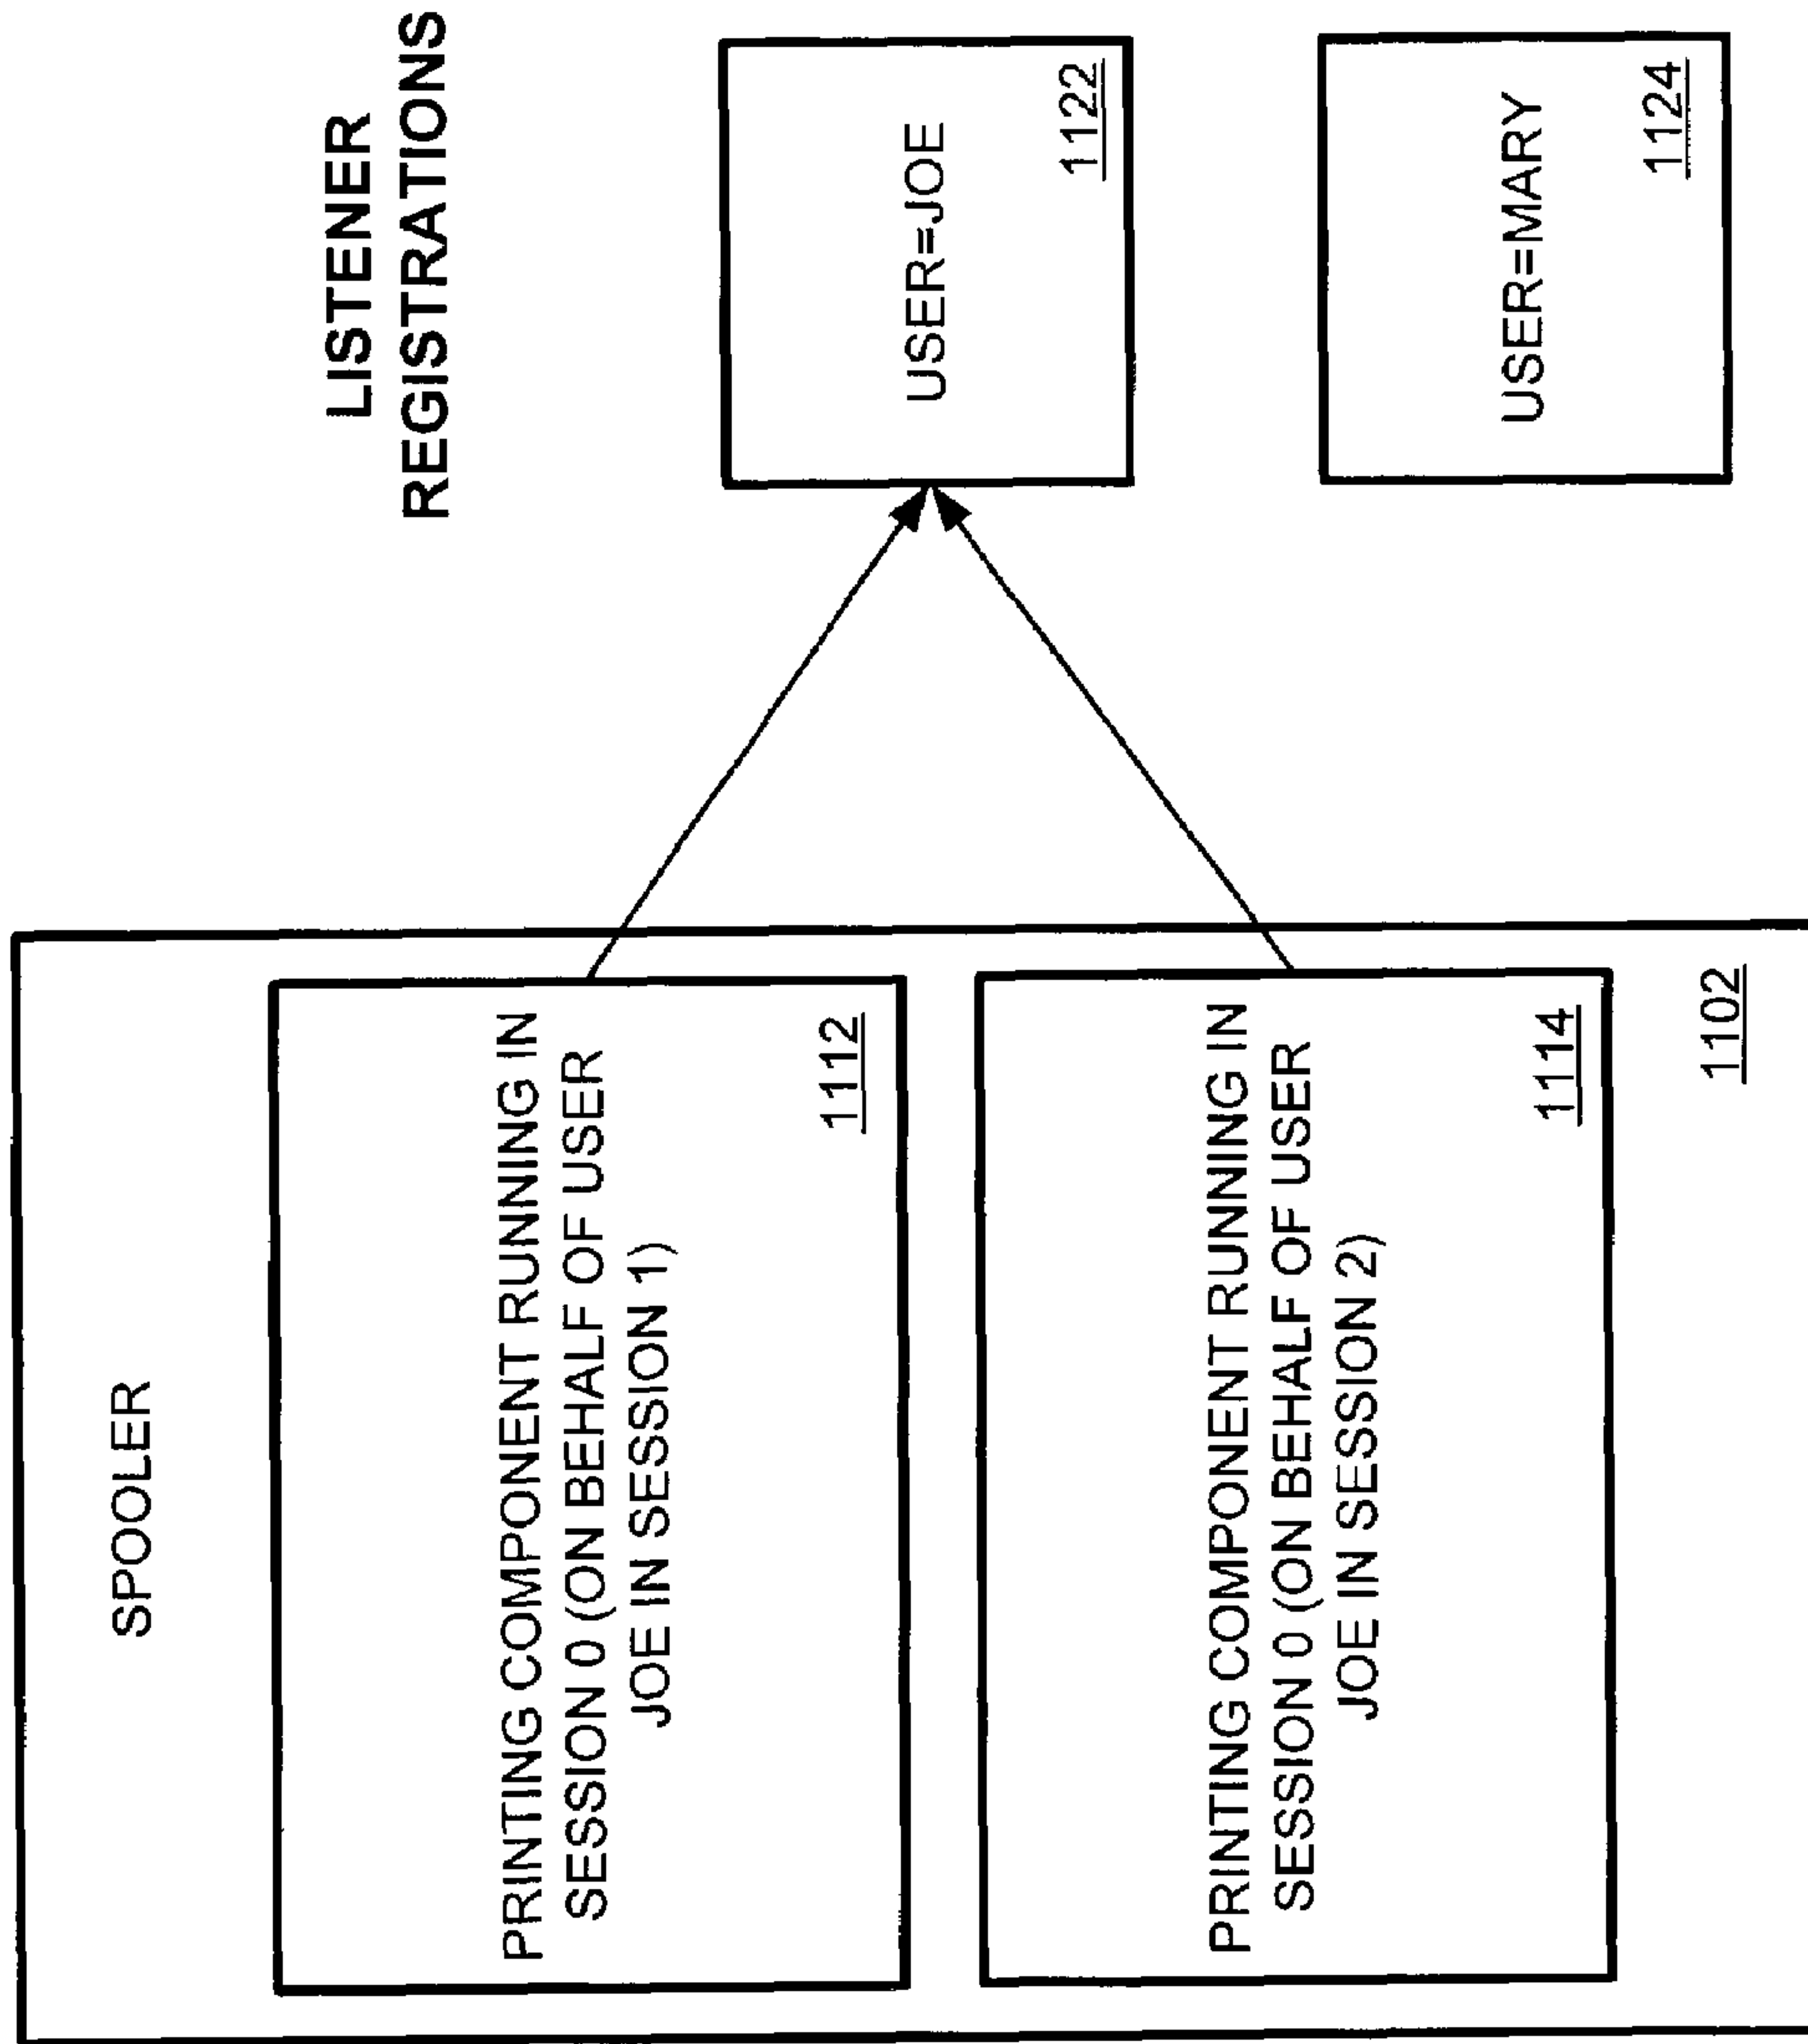 SPOOLER
PRINTING COMPONENT RUNNING IN
SESSION 0 (ON BEHALF OF USER
JOE IN SESSION 1)
1112
PRINTING COMPONENT RUNNING IN
SESSION 0 (ON BEHALF OF USER
JOE IN SESSION 2)
1114
1102
LISTENER
REGISTRATIONS
USER=JOE
1122
USER=MARY
1124